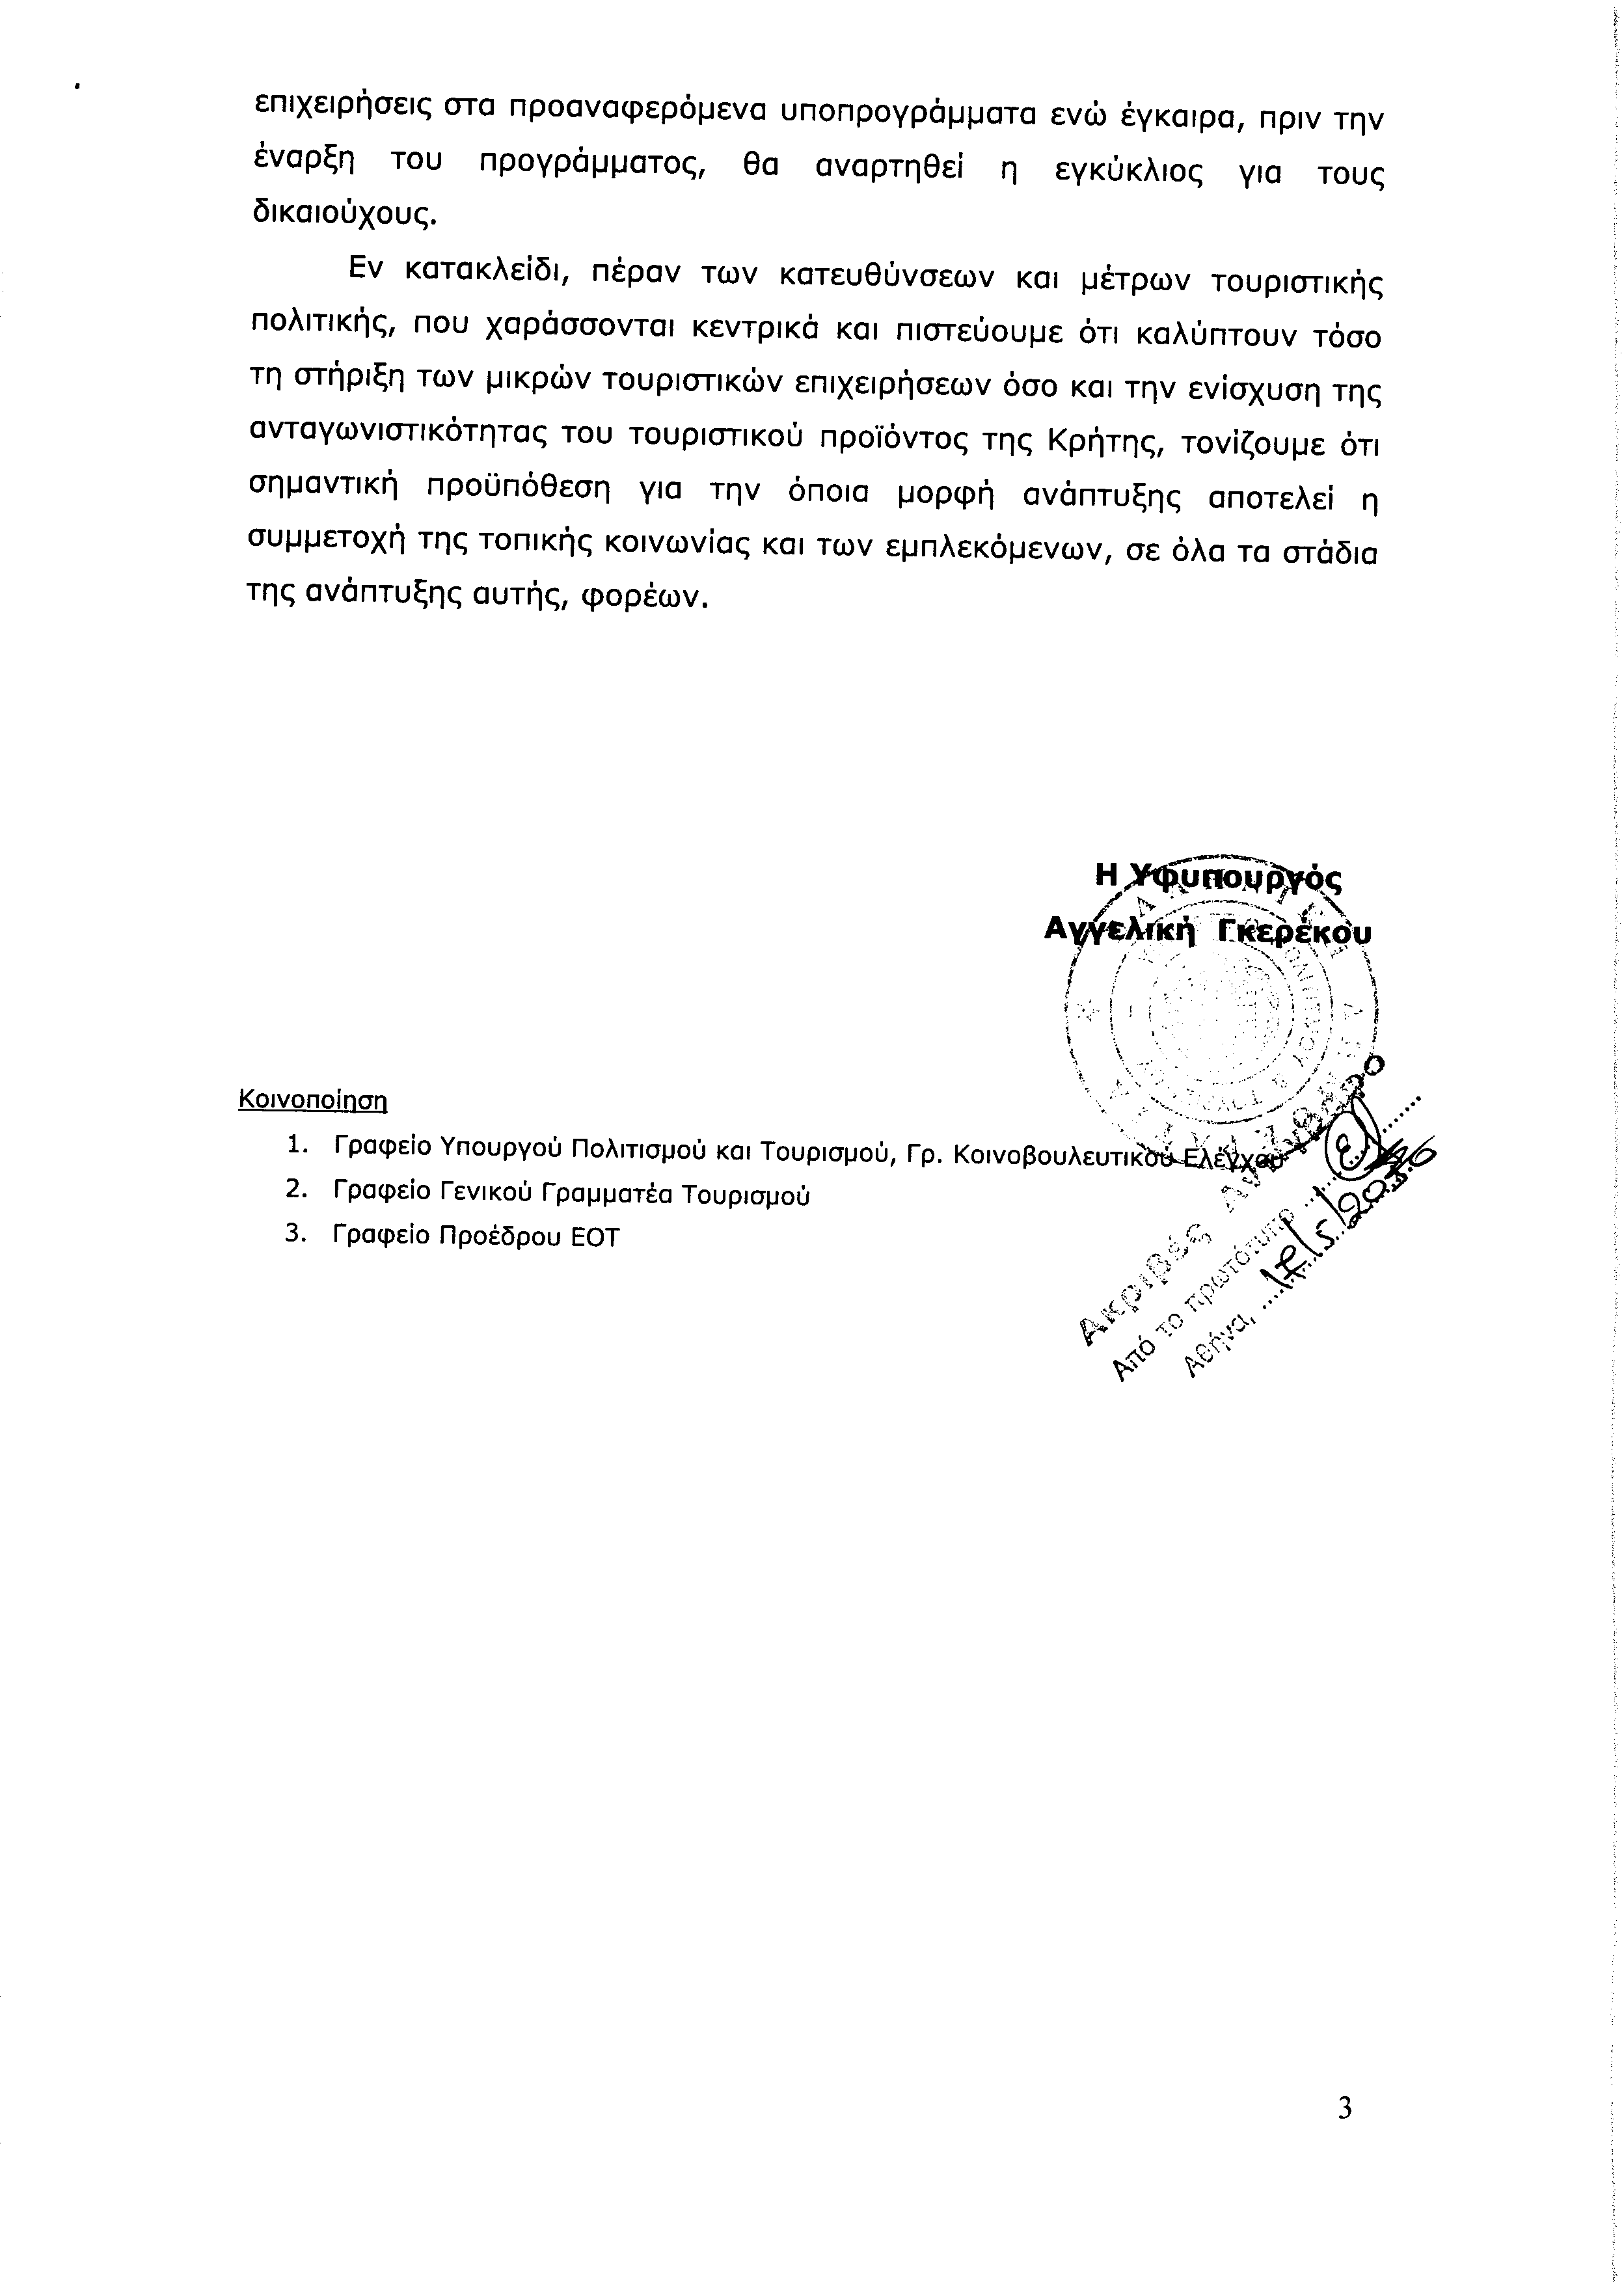 επιχειρήσεις στα προαναφερόμενα υποπρογράμματα ενώ έγκαιρα, πριν την
έναρξη του προγράμματος, θα αναρτηθεί η εγκύκλιος για τους
δικαιούχους.
Εν κατακλείδι, πέραν των κατευθύνσεων και μέτρων τουριστικής
πολιτικής, που χαράσσονται κεντρικά και πιστεύουμε ότι καλύπτουν τόσο
τη στήριξη των μικρών τουριστικών επιχειρήσεων όσο και την ενίσχυση της
ανταγωνιστικότητας του τουριστικού προϊόντος της Κρήτης, τονίζουμε ότι
σημαντική προϋπόθεση για την όποια μορφή ανάπτυξης αποτελεί η
συμμετοχή της τοπικής κοινωνίας και των εμπλεκόμενων, σε όλα τα στάδια
της ανάπτυξης αυτής, φορέων.
Η Υφυπουργός
Αγγελική Γκερέκου
Κοινοποίηση
1. Γραφείο Υπουργού Πολιτισμού και Τουρισμού, Γρ. Κοινοβουλευτικού Ελέγχου
2. Γραφείο Γενικού Γραμματέα Τουρισμού
3. Γραφείο Προέδρου ΕΟΤ
Ακριβές Αντίγραφο
Από το πρωτότυπο
Αθήνα,
3